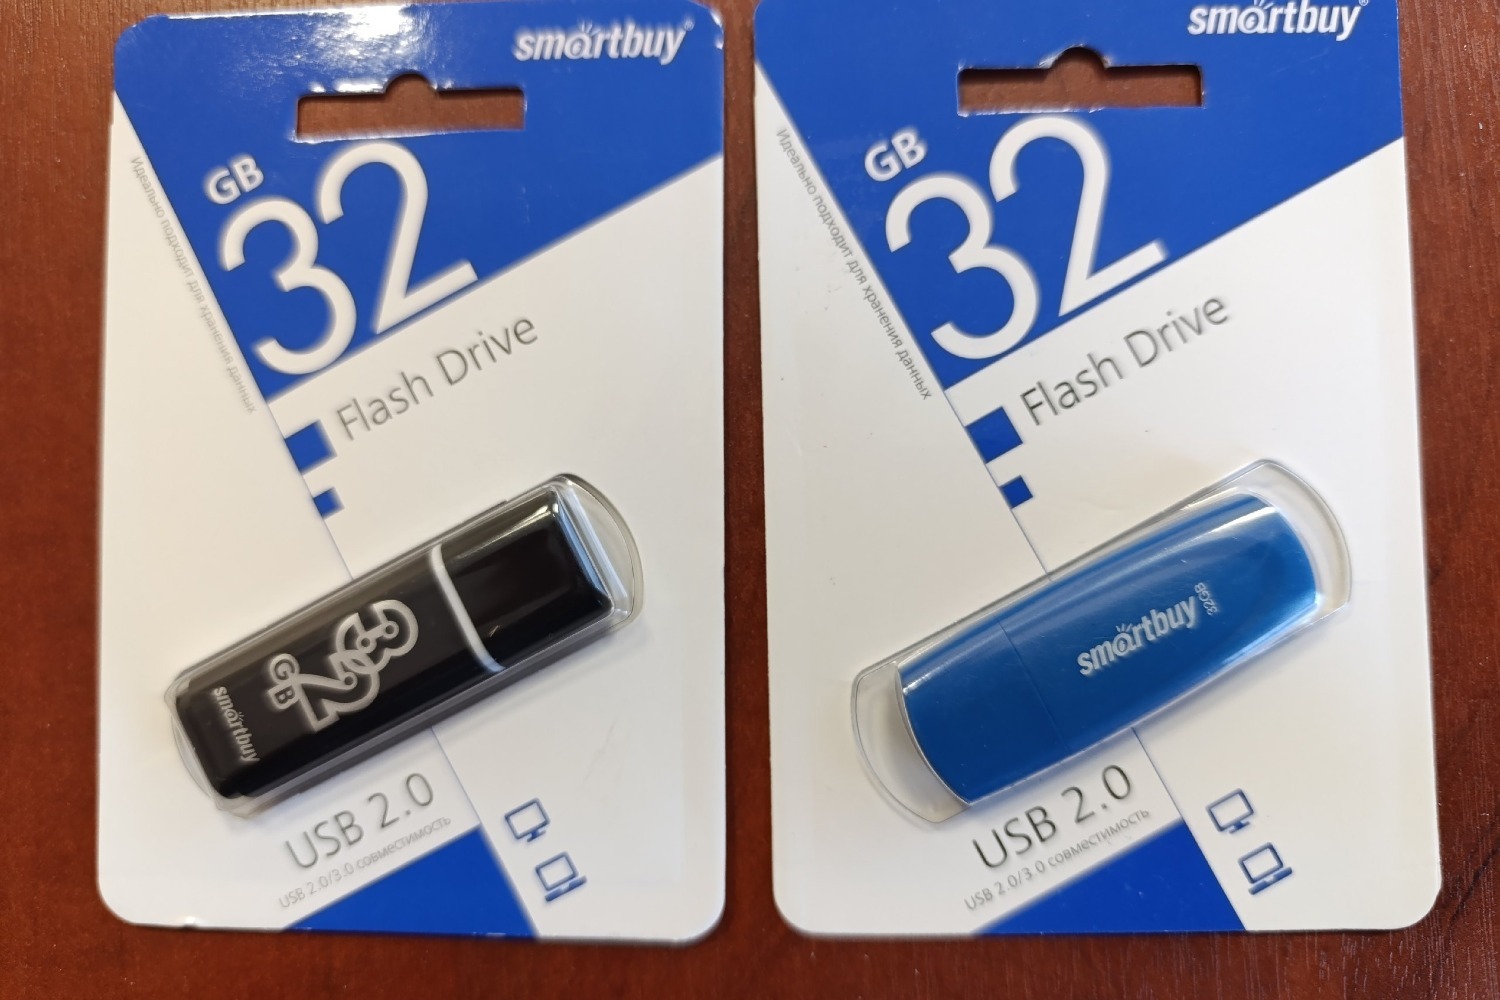 smartbuy®
GB
32
Идеально подходит для хранения данных
Flash Drive
32
GB
smartbuy
USB 2.0
USB 2.0/3.0 совместимость
smartbuy®
GB
32
Идеально подходит для хранения данных
Flash Drive
smartbuy 32GB
USB 2.0
USB 2.0/3.0 совместимость